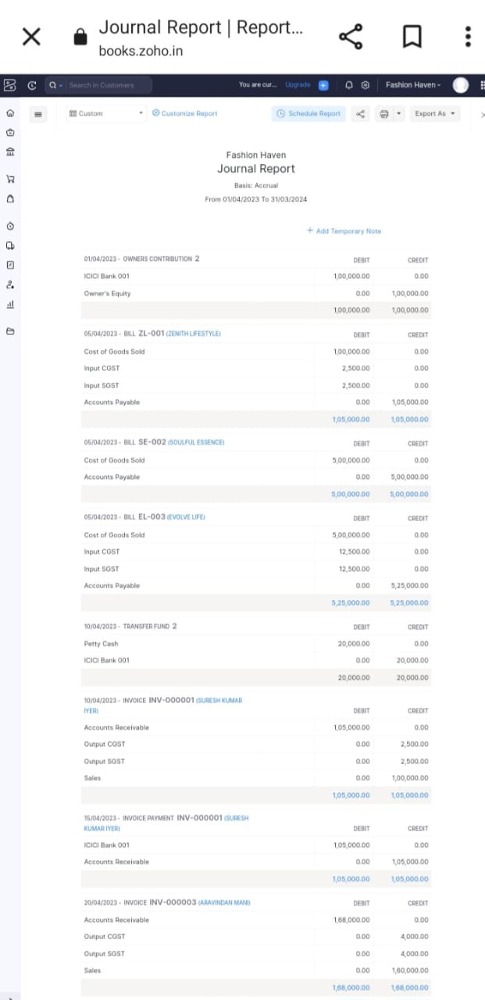 Journal Report | Report...
books.zoho.in
Search in Customers You are cur... Upgrade Fashion Haven
Custom Customize Report Schedule Report Export As
Fashion Haven
Journal Report
Basis: Accrual
From 01/04/2023 To 31/03/2024
+ Add Temporary Note
01/04/2023 - OWNERS CONTRIBUTION 2 DEBIT CREDIT
ICICI Bank 001 1,00,000.00 0.00
Owner's Equity 0.00 1,00,000.00
1,00,000.00 1,00,000.00
05/04/2023 - BILL ZL-001 (ZENITH LIFESTYLE) DEBIT CREDIT
Cost of Goods Sold 1,00,000.00 0.00
Input CGST 2,500.00 0.00
Input SGST 2,500.00 0.00
Accounts Payable 0.00 1,05,000.00
1,05,000.00 1,05,000.00
05/04/2023 - BILL SE-002 (SOULFUL ESSENCE) DEBIT CREDIT
Cost of Goods Sold 5,00,000.00 0.00
Accounts Payable 0.00 5,00,000.00
5,00,000.00 5,00,000.00
05/04/2023 - BILL EL-003 (EVOLVE LIFE) DEBIT CREDIT
Cost of Goods Sold 5,00,000.00 0.00
Input CGST 12,500.00 0.00
Input SGST 12,500.00 0.00
Accounts Payable 0.00 5,25,000.00
5,25,000.00 5,25,000.00
10/04/2023 - TRANSFER FUND 2 DEBIT CREDIT
Petty Cash 20,000.00 0.00
ICICI Bank 001 0.00 20,000.00
20,000.00 20,000.00
10/04/2023 - INVOICE INV-000001 (SURESH KUMAR
IYER) DEBIT CREDIT
Accounts Receivable 1,05,000.00 0.00
Output CGST 0.00 2,500.00
Output SGST 0.00 2,500.00
Sales 0.00 1,00,000.00
1,05,000.00 1,05,000.00
15/04/2023 - INVOICE PAYMENT INV-000001 (SURESH
KUMAR IYER) DEBIT CREDIT
ICICI Bank 001 1,05,000.00 0.00
Accounts Receivable 0.00 1,05,000.00
1,05,000.00 1,05,000.00
20/04/2023 - INVOICE INV-000003 (ARAVINDAN MANI) DEBIT CREDIT
Accounts Receivable 1,68,000.00 0.00
Output CGST 0.00 4,000.00
Output SGST 0.00 4,000.00
Sales 0.00 1,60,000.00
1,68,000.00 1,68,000.00